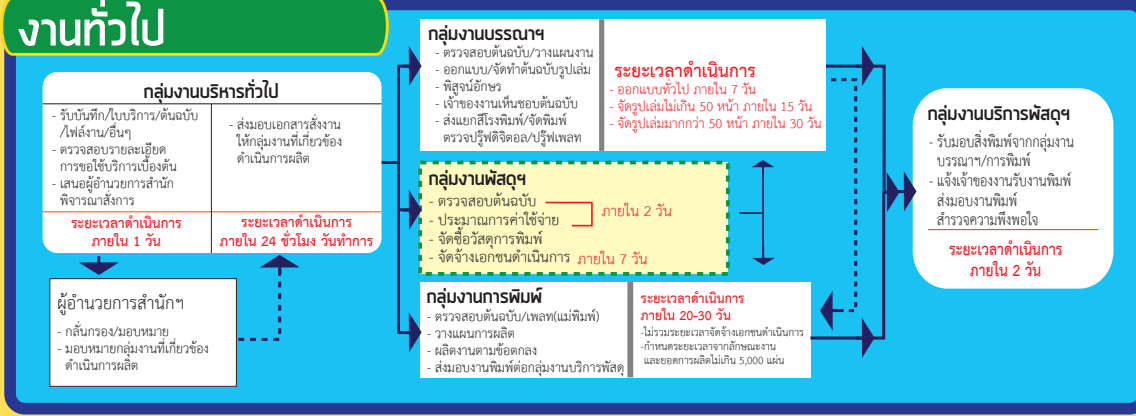 งานทั่วไป
กลุ่มงานบริหารทั่วไป
- รับบันทึก/ใบบริการ/ต้นฉบับ
/ไฟล์งาน/อื่นๆ
- ตรวจสอบรายละเอียด
การขอใช้บริการเบื้องต้น
- เสนอผู้อำนวยการสำนัก
พิจารณาสั่งการ
ระยะเวลาดำเนินการ
ภายใน 1 วัน
- ส่งมอบเอกสารสั่งงาน
ให้กลุ่มงานที่เกี่ยวข้อง
ดำเนินการผลิต
ระยะเวลาดำเนินการ
ภายใน 24 ชั่วโมง วันทำการ
ผู้อำนวยการสำนักฯ
- กลั่นกรอง/มอบหมาย
- มอบหมายกลุ่มงานที่เกี่ยวข้อง
ดำเนินการผลิต
กลุ่มงานบรรณาฯ
- ตรวจสอบต้นฉบับ/วางแผนงาน
- ออกแบบ/จัดทำต้นฉบับรูปเล่ม
- พิสูจน์อักษร
- เจ้าของงานเห็นชอบต้นฉบับ
- ส่งแยกสีโรงพิมพ์/จัดพิมพ์
ตรวจปรู๊ฟดิจิตอล/ปรู๊ฟเพลท
ระยะเวลาดำเนินการ
- ออกแบบทั่วไป ภายใน 7 วัน
- จัดรูปเล่มไม่เกิน 50 หน้า ภายใน 15 วัน
- จัดรูปเล่มมากกว่า 50 หน้า ภายใน 30 วัน
กลุ่มงานพัสดุฯ
- ตรวจสอบต้นฉบับ
- ประมาณการค่าใช้จ่าย
ภายใน 2 วัน
- จัดซื้อวัสดุการพิมพ์
- จัดจ้างเอกชนดำเนินการ ภายใน 7 วัน
กลุ่มงานการพิมพ์
- ตรวจสอบต้นฉบับ/เพลท(แม่พิมพ์)
- วางแผนการผลิต
- ผลิตงานตามข้อตกลง
- ส่งมอบงานพิมพ์ต่อกลุ่มงานบริการพัสดุ
ระยะเวลาดำเนินการ
ภายใน 20-30 วัน
-ไม่รวมระยะเวลาจัดจ้างเอกชนดำเนินการ
-กำหนดระยะเวลาจากลักษณะงาน
และยอดการผลิตไม่เกิน 5,000 แผ่น
กลุ่มงานบริการพัสดุฯ
- รับมอบสิ่งพิมพ์จากกลุ่มงาน
บรรณาฯ/การพิมพ์
- แจ้งเจ้าของงานรับงานพิมพ์
ส่งมอบงานพิมพ์
สำรวจความพึงพอใจ
ระยะเวลาดำเนินการ
ภายใน 2 วัน